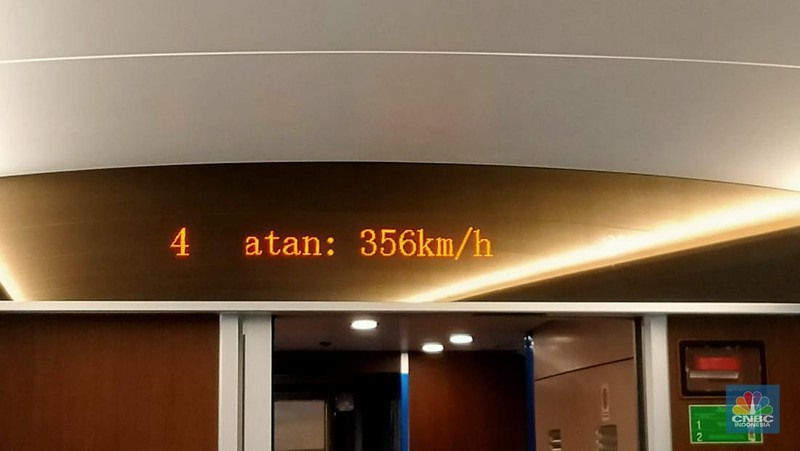 4 atan: 356km/h
1
2
CNBC
INDONESIA